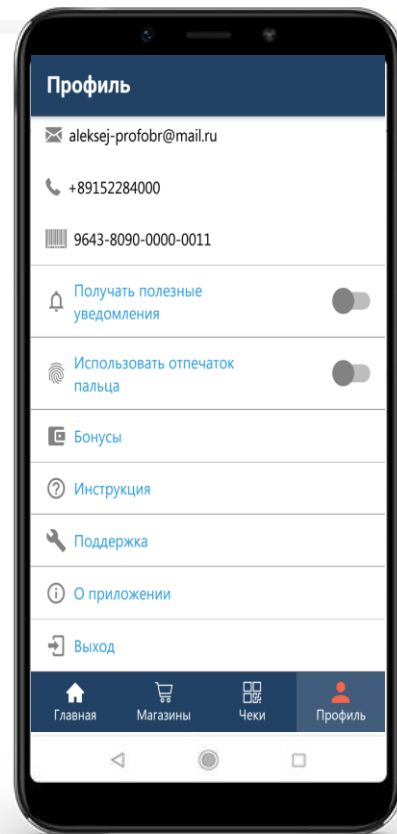 Профиль
aleksej-profobr@mail.ru
+89152284000
9643-8090-0000-0011
Получать полезные
уведомления
Использовать отпечаток
пальца
Бонусы
Инструкция
Поддержка
О приложении
Выход
Главная Магазины Чеки Профиль